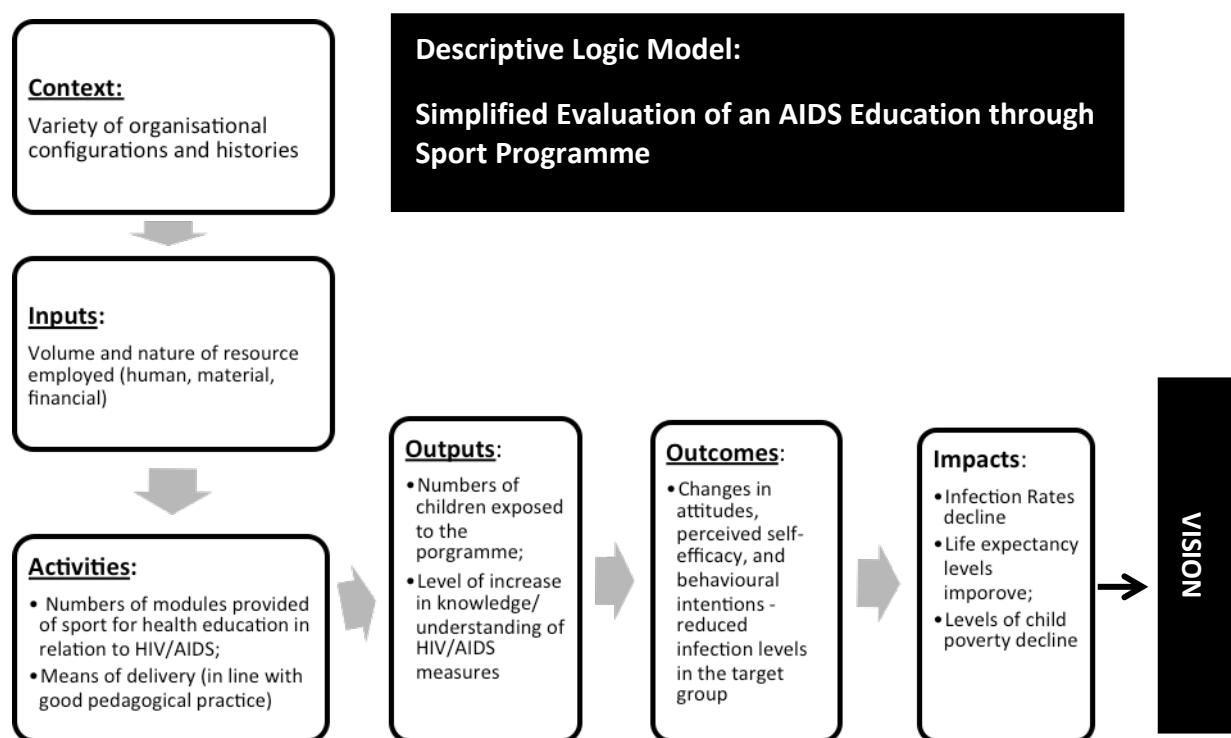 Context:
Variety of organisational
configurations and histories
Descriptive Logic Model:
Simplified Evaluation of an AIDS Education through
Sport Programme
Inputs:
Volume and nature of resource
employed (human, material,
financial)
Activities:
• Numbers of modules provided
of sport for health education in
relation to HIV/AIDS;
• Means of delivery (in line with
good pedagogical practice)
Outputs:
• Numbers of
children exposed
to the
porgramme;
• Level of increase
in knowledge/
understanding of
HIV/AIDS
measures
Outcomes:
• Changes in
attitudes,
perceived self-
efficacy, and
behavioural
intentions -
reduced
infection levels
in the target
group
Impacts:
• Infection Rates
decline
• Life expectancy
levels
imporove;
• Levels of child
poverty decline
VISION